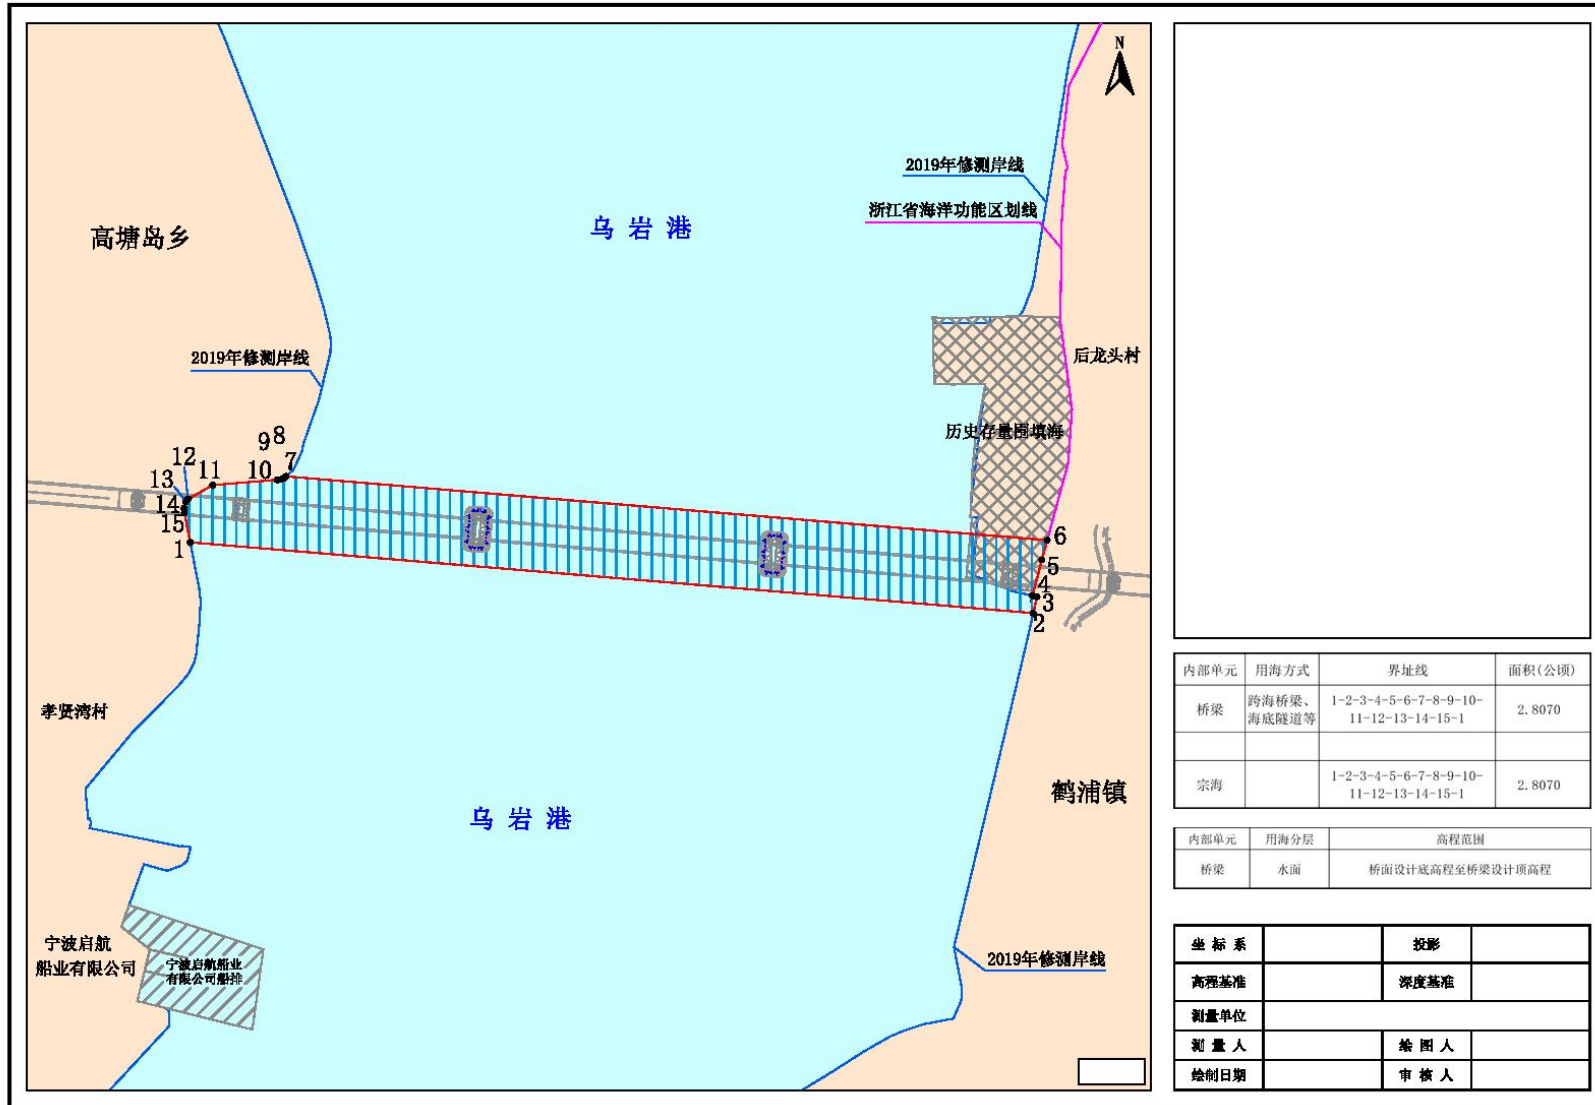 N
2019年修测岸线
浙江省海洋功能区划线
乌岩港
高塘岛乡
2019年修测岸线
后龙头村
历史存量围填海
9 8
7
12
11
10
13
14
15
1
6
5
4
3
2
孝贤湾村
鹤浦镇
乌岩港
宁波启航
船业有限公司
宁波启航船业
有限公司船排
2019年修测岸线
内部单元 用海方式 界址线 面积(公顷)
桥梁 跨海桥梁、 1-2-3-4-5-6-7-8-9-10- 2.8070
海底隧道等 11-12-13-14-15-1
宗海 1-2-3-4-5-6-7-8-9-10- 2.8070
11-12-13-14-15-1
内部单元 用海分层 高程范围
桥梁 水面 桥面设计底高程至桥梁设计顶高程
坐标系 投影
高程基准 深度基准
测量单位
测量人 绘图人
绘制日期 审核人